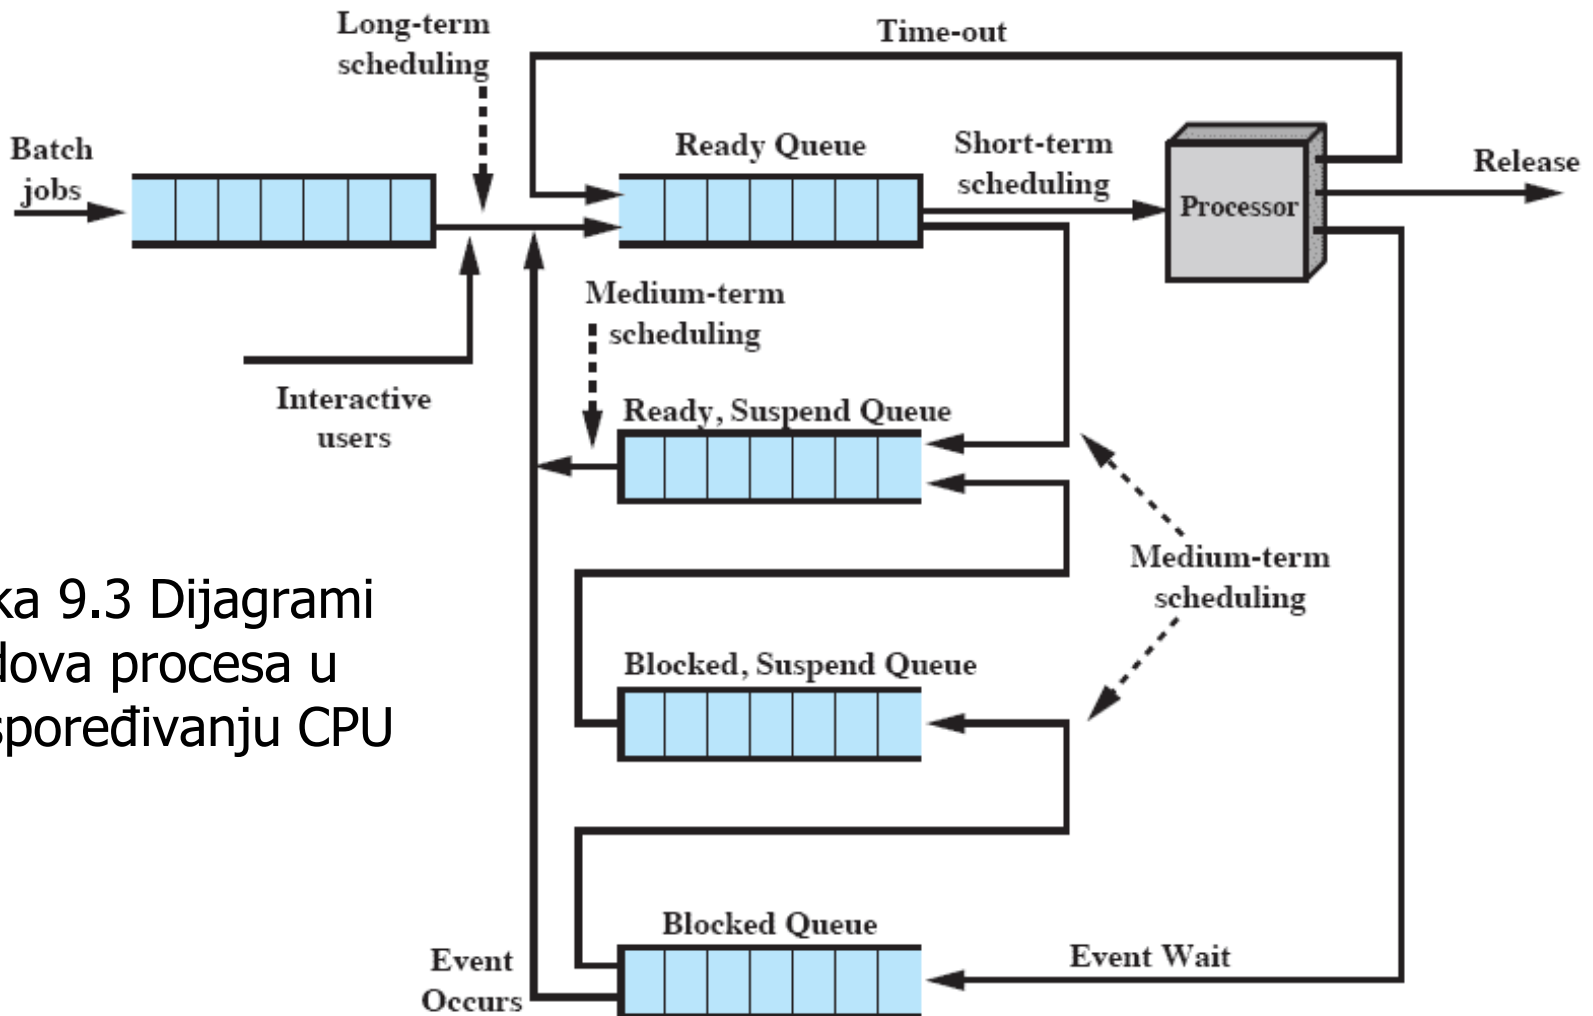 Long-term
scheduling
Time-out
Batch
jobs
Ready Queue
Short-term
scheduling
Processor
Release
Medium-term
scheduling
Interactive
users
Ready, Suspend Queue
Medium-term
scheduling
ka 9.3 Dijagrami
dova procesa u
spoređivanju CPU
Blocked, Suspend Queue
Blocked Queue
Event
Occurs
Event Wait